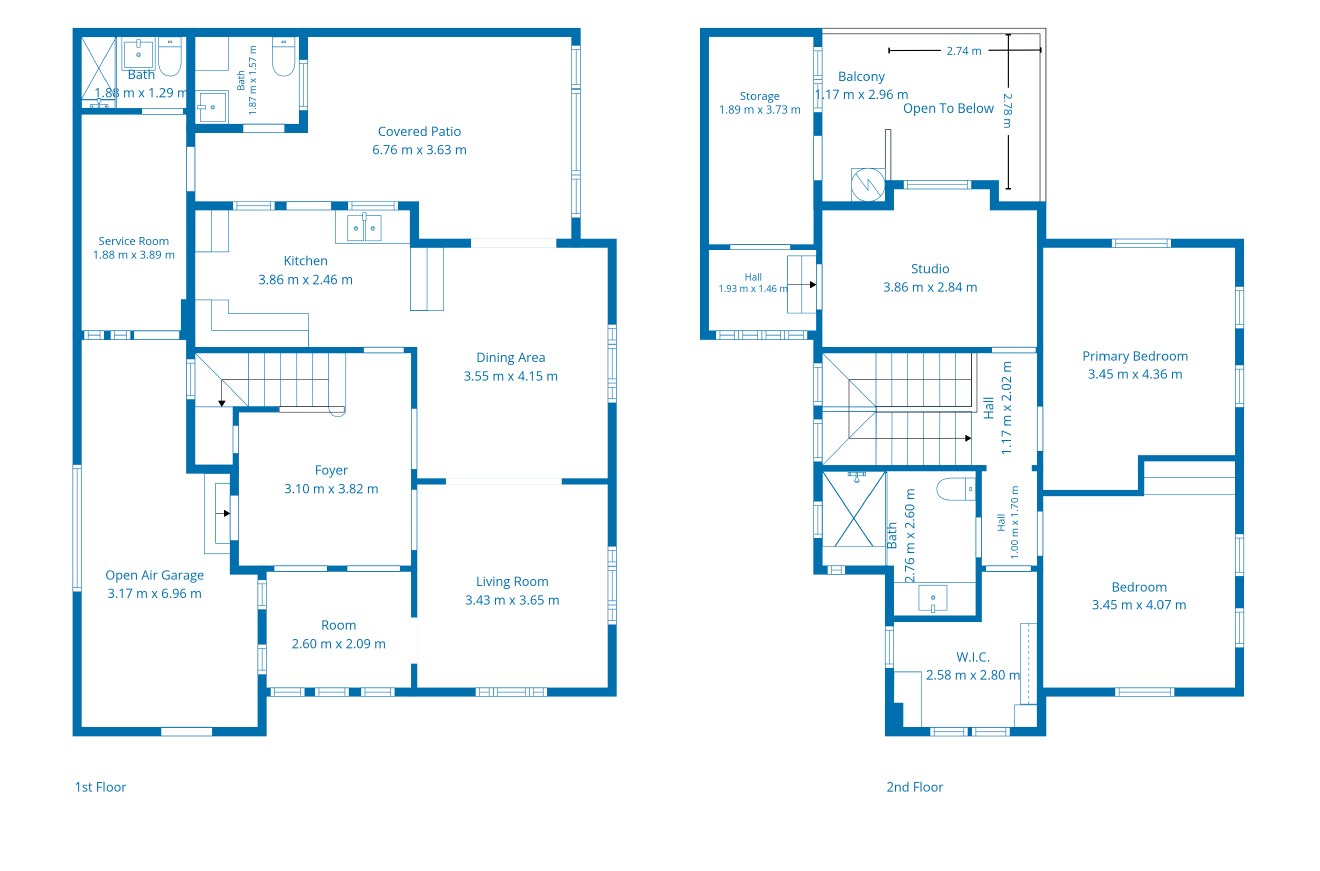 Bath
1.88 m x 1.29 m
Bath
1.87 m x 1.57 m
Covered Patio
6.76 m x 3.63 m
Service Room
1.88 m x 3.89 m
Kitchen
3.86 m x 2.46 m
Dining Area
3.55 m x 4.15 m
Foyer
3.10 m x 3.82 m
Open Air Garage
3.17 m x 6.96 m
Living Room
3.43 m x 3.65 m
Room
2.60 m x 2.09 m
1st Floor
2.74 m
Balcony
1.17 m x 2.96 m
Open To Below
2.78 m
Storage
1.89 m x 3.73 m
Hall
1.93 m x 1.46 m
Studio
3.86 m x 2.84 m
Primary Bedroom
3.45 m x 4.36 m
Hall
1.17 m x 2.02 m
Bath
2.76 m x 2.60 m
Hall
1.00 m x 1.70 m
Bedroom
3.45 m x 4.07 m
W.I.C.
2.58 m x 2.80 m
2nd Floor